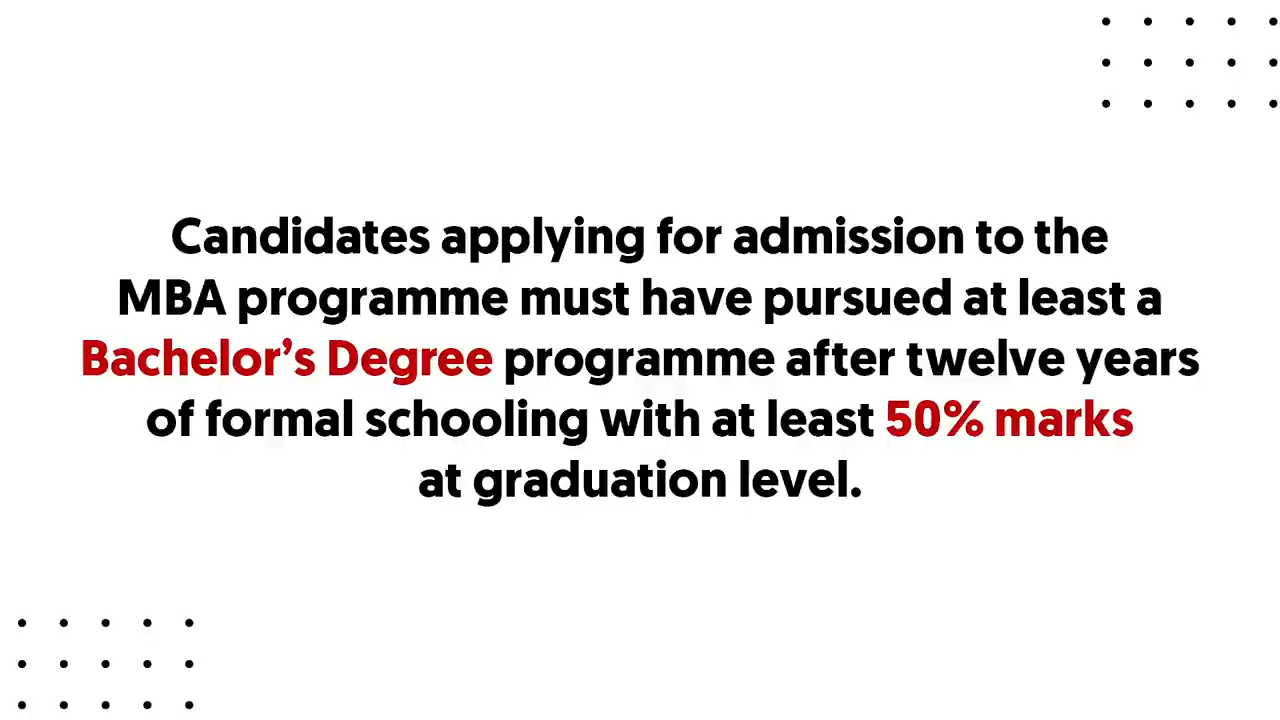 Candidates applying for admission to the
MBA programme must have pursued at least a
Bachelor’s Degree programme after twelve years
of formal schooling with at least 50% marks
at graduation level.